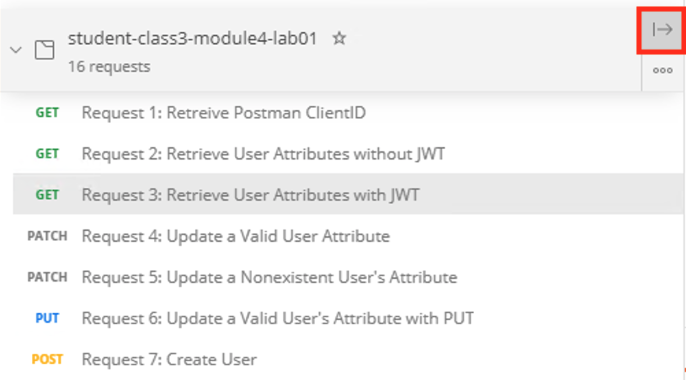 student-class3-module4-lab01
16 requests
GET Request 1: Retreive Postman ClientID
GET Request 2: Retrieve User Attributes without JWT
GET Request 3: Retrieve User Attributes with JWT
PATCH Request 4: Update a Valid User Attribute
PATCH Request 5: Update a Nonexistent User's Attribute
PUT Request 6: Update a Valid User's Attribute with PUT
POST Request 7: Create User